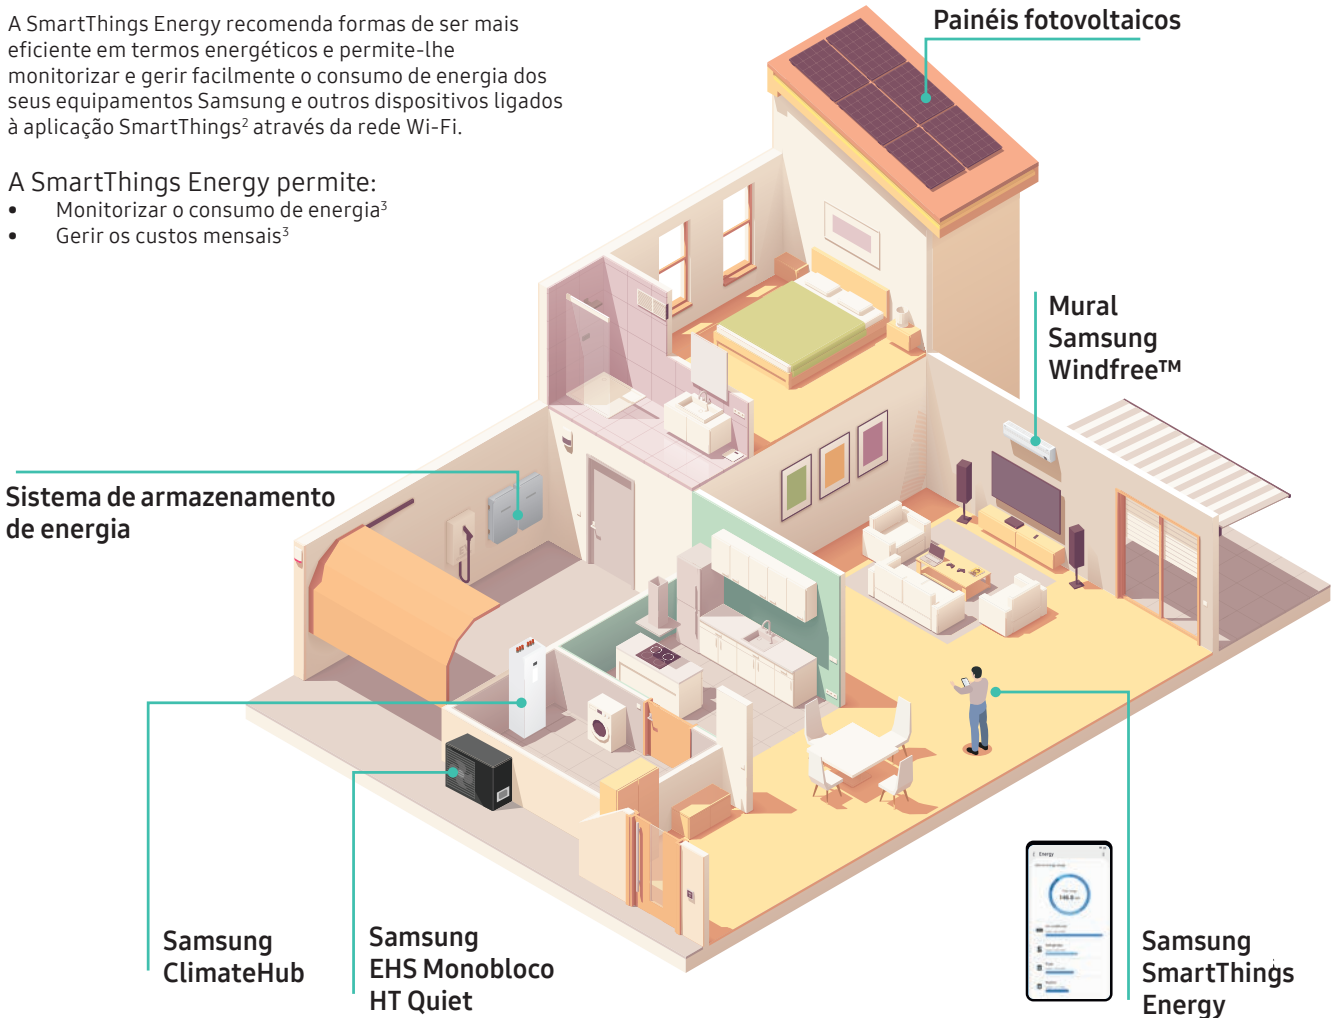 A SmartThings Energy recomenda formas de ser mais
eficiente em termos energéticos e permite-lhe
monitorizar e gerir facilmente o consumo de energia dos
seus equipamentos Samsung e outros dispositivos ligados
à aplicação SmartThings² através da rede Wi-Fi.
A SmartThings Energy permite:
• Monitorizar o consumo de energia³
• Gerir os custos mensais³
Painéis fotovoltaicos
Mural
Samsung
Windfree™
Sistema de armazenamento
de energia
Samsung
ClimateHub
Samsung
EHS Monobloco
HT Quiet
Energy
146.8
Samsung
SmartThings
Energy